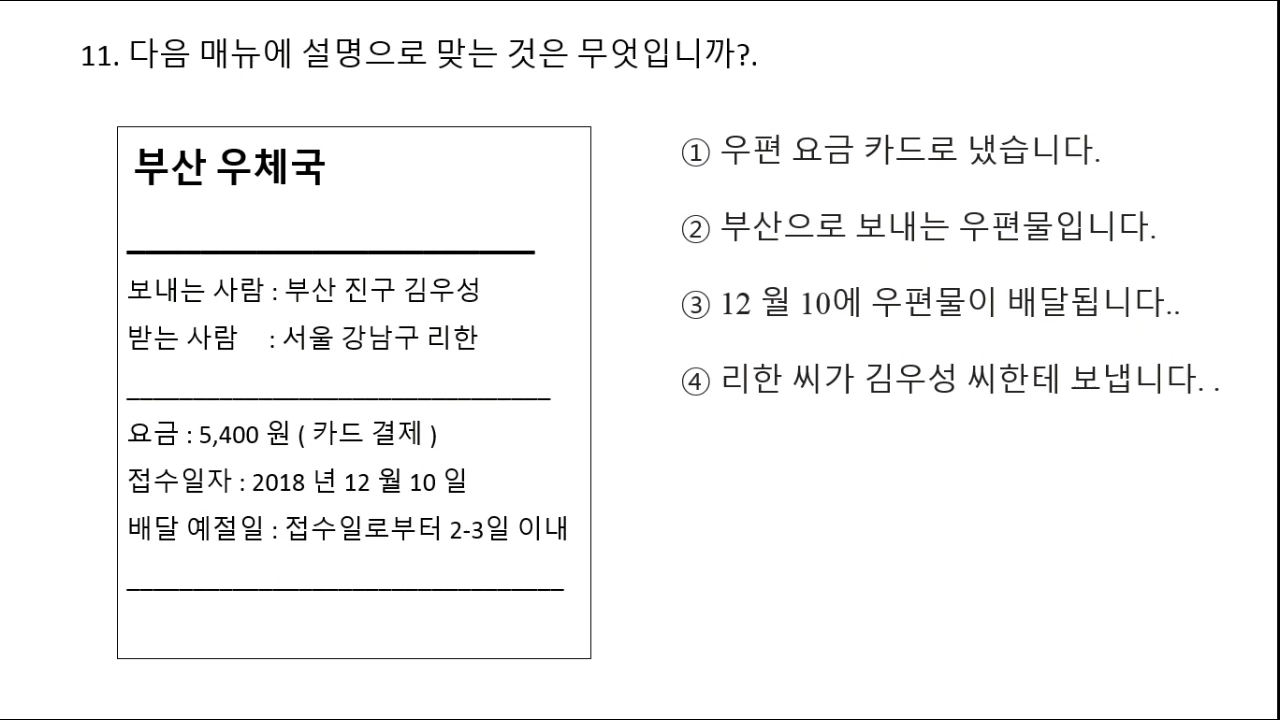 11. 다음 매뉴에 설명으로 맞는 것은 무엇입니까?.
부산 우체국
보내는 사람 : 부산 진구 김우성
받는 사람 : 서울 강남구 리한
요금 : 5,400 원 ( 카드 결제 )
접수일자 : 2018 년 12 월 10 일
배달 예절일 : 접수일로부터 2-3일 이내
① 우편 요금 카드로 냈습니다.
② 부산으로 보내는 우편물입니다.
③ 12 월 10에 우편물이 배달됩니다..
④ 리한 씨가 김우성 씨한테 보냅니다. .